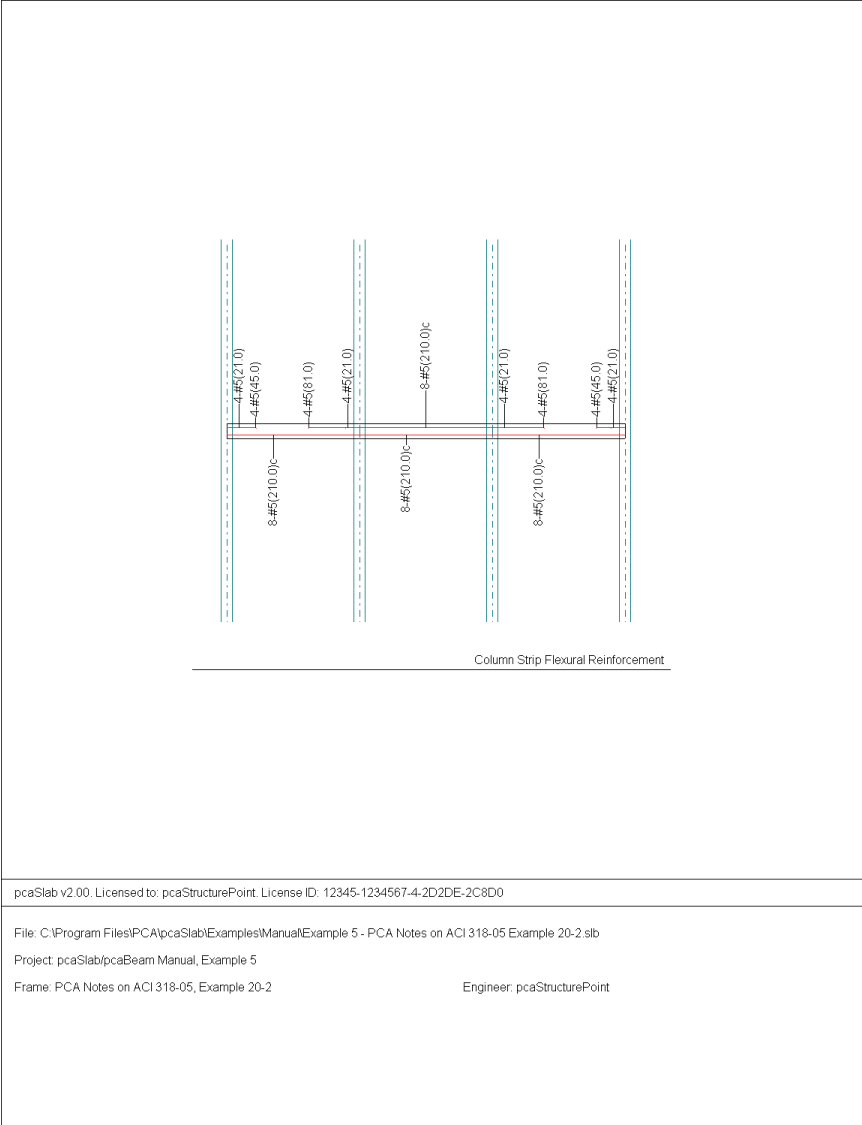 4-#5(21.0)
4-#5(45.0)
4-#5(81.0)
4-#5(21.0)
8-#5(210.0)c
4-#5(21.0)
4-#5(81.0)
4-#5(45.0)
4-#5(21.0)
8-#5(210.0)c
8-#5(210.0)c
8-#5(210.0)c
Column Strip Flexural Reinforcement
pcaSlab v2.00. Licensed to: pcaStructurePoint. License ID: 12345-1234567-4-2D2DE-2C8D0
File: C:\Program Files\PCA\pcaSlab\Examples\Manual\Example 5 - PCA Notes on ACI 318-05 Example 20-2.slb
Project: pcaSlab/pcaBeam Manual, Example 5
Frame: PCA Notes on ACI 318-05, Example 20-2 Engineer: pcaStructurePoint